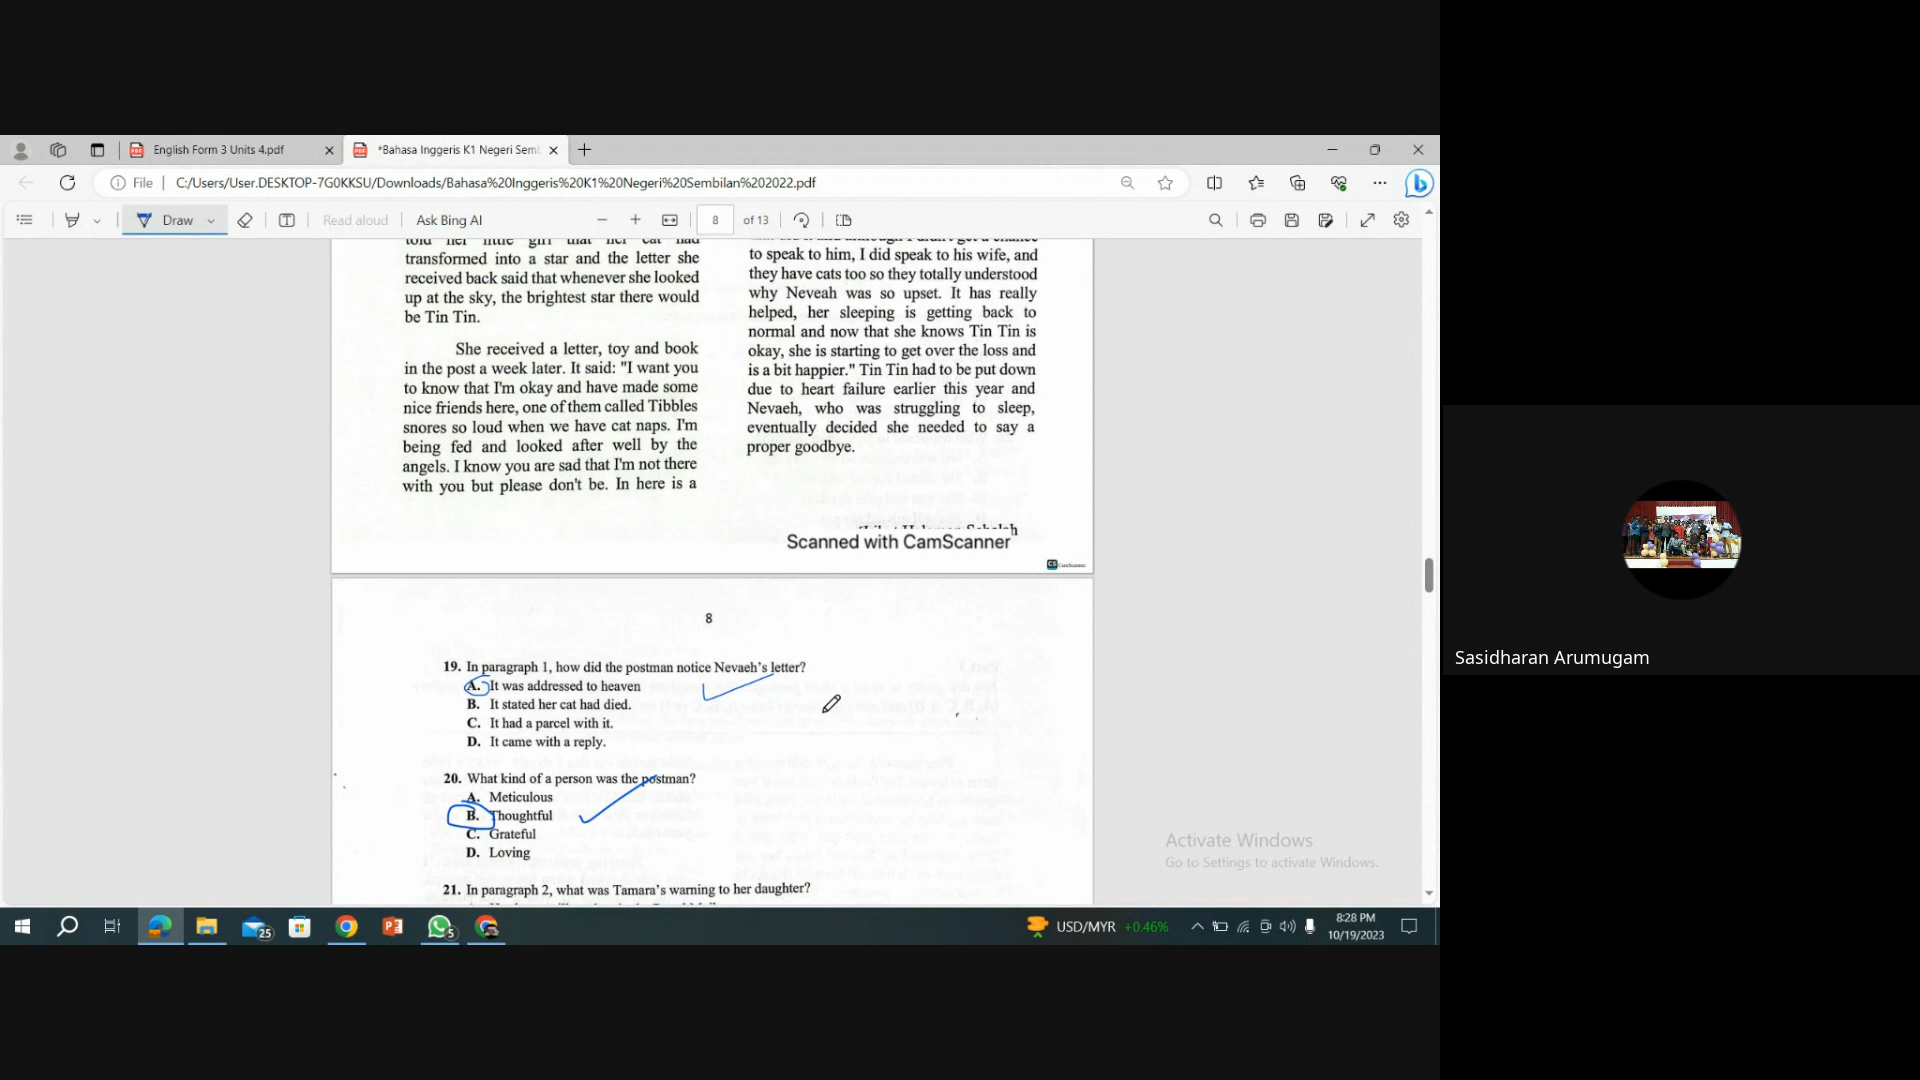 English Form 3 Units 4.pdf
*Bahasa Inggeris K1 Negeri Sem
File
C:/Users/User.DESKTOP-7G0KKSU/Downloads/Bahasa%20Inggeris%20K1%20Negeri%20Sembilan%202022.pdf
Draw
Read aloud
Ask Bing AI
8
of 13
told her little girl that her cat had
transformed into a star and the letter she
received back said that whenever she looked
up at the sky, the brightest star there would
be Tin Tin.
She received a letter, toy and book
in the post a week later. It said: "I want you
to know that I'm okay and have made some
nice friends here, one of them called Tibbles
snores so loud when we have cat naps. I'm
being fed and looked after well by the
angels. I know you are sad that I'm not there
with you but please don't be. In here is a
to speak to him, I did speak to his wife, and
they have cats too so they totally understood
why Neveah was so upset. It has really
helped, her sleeping is getting back to
normal and now that she knows Tin Tin is
okay, she is starting to get over the loss and
is a bit happier." Tin Tin had to be put down
due to heart failure earlier this year and
Nevaeh, who was struggling to sleep,
eventually decided she needed to say a
proper goodbye.
Scanned with CamScanner
CS CamScanner
8
19. In paragraph 1, how did the postman notice Nevaeh's letter?
A. It was addressed to heaven
B. It stated her cat had died.
C. It had a parcel with it.
D. It came with a reply.
20. What kind of a person was the postman?
A. Meticulous
B. Thoughtful
C. Grateful
D. Loving
21. In paragraph 2, what was Tamara's warning to her daughter?
Activate Windows
Go to Settings to activate Windows.
25
5
USD/MYR +0.46%
8:28 PM
10/19/2023
Sasidharan Arumugam